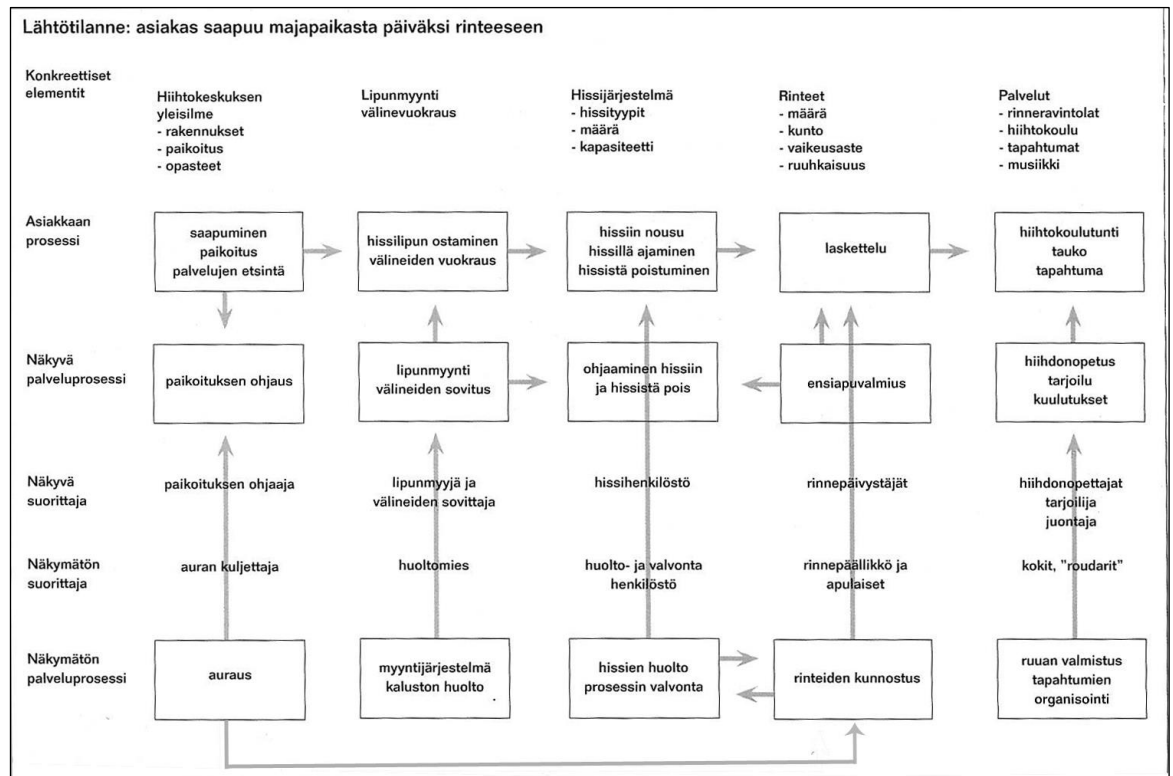 Lähtötilanne: asiakas saapuu majapaikasta päiväksi rinteeseen
Konkreettiset
elementit
Hiihtokeskuksen
yleisilme
- rakennukset
- paikoitus
- opasteet
Lipunmyynti
välinevuokraus
Hissijärjestelmä
- hissityypit
- määrä
- kapasiteetti
Rinteet
- määrä
- kunto
- vaikeusaste
- ruuhkaisuus
Palvelut
- rinneravintolat
- hiihtokoulu
- tapahtumat
- musiikki
Asiakkaan
prosessi
saapuminen
paikoitus
palvelujen etsintä
hissilipun ostaminen
välineiden vuokraus
hissiin nousu
hissillä ajaminen
hissistä poistuminen
laskettelu
hiihtokoulutunti
tauko
tapahtuma
Näkyvä
palveluprosessi
paikoituksen ohjaus
lipunmyynti
välineiden sovitus
ohjaaminen hissiin
ja hissistä pois
ensiapuvalmius
hiihdonopetus
tarjoilu
kuulutukset
Näkyvä
suorittaja
paikoituksen ohjaaja
lipunmyyjä ja
välineiden sovittaja
hissihenkilöstö
rinnepäivystäjät
hiihdonopettajat
tarjoilija
juontaja
Näkymätön
suorittaja
auran kuljettaja
huoltomies
huolto- ja valvonta
henkilöstö
rinnepäällikkö ja
apulaiset
kokit, "roudarit"
Näkymätön
palveluprosessi
auraus
myyntijärjestelmä
kaluston huolto
hissien huolto
prosessin valvonta
rinteiden kunnostus
ruuan valmistus
tapahtumien
organisointi